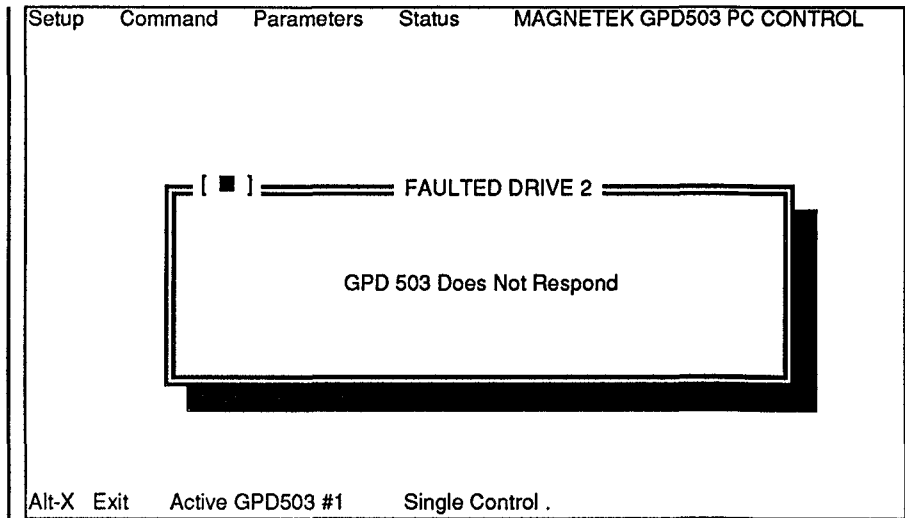 Setup Command Parameters Status MAGNETEK GPD503 PC CONTROL
[ ■ ] FAULTED DRIVE 2
GPD 503 Does Not Respond
Alt-X Exit Active GPD503 #1 Single Control .